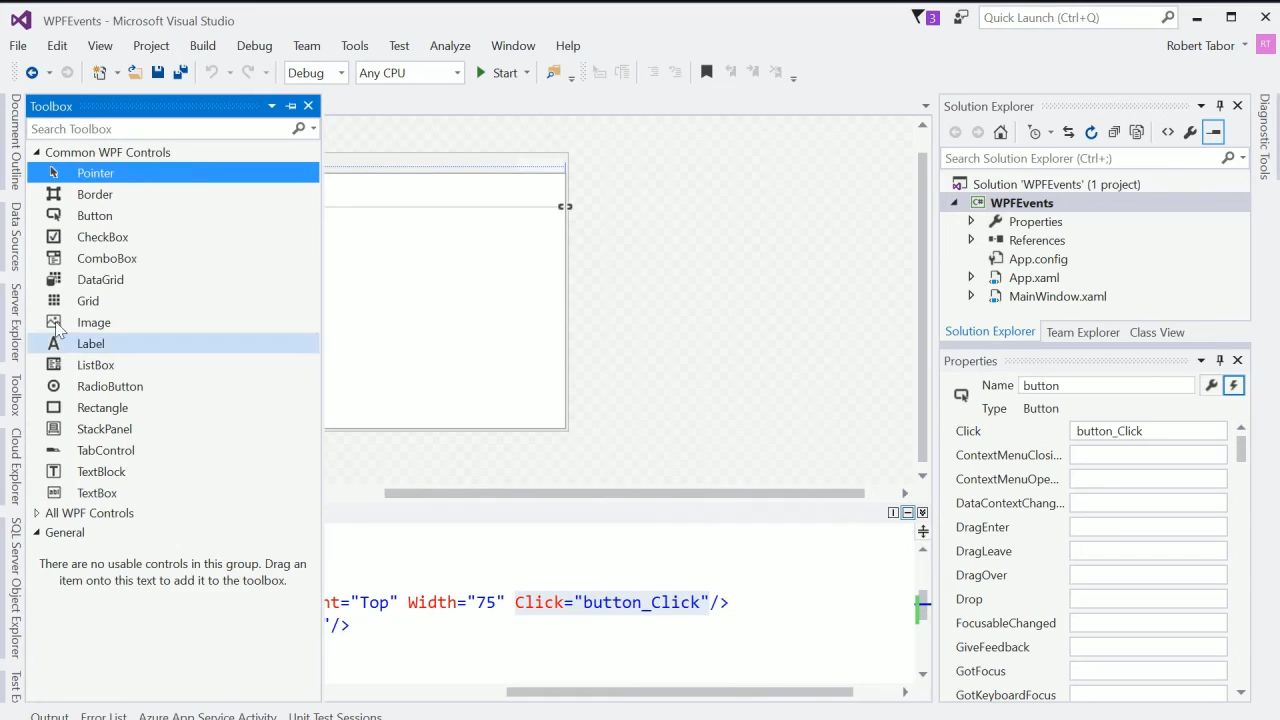 WPFEvents - Microsoft Visual Studio
3
Quick Launch (Ctrl+Q)
File Edit View Project Build Debug Team Tools Test Analyze Window Help
Robert Tabor RT
Debug Any CPU Start
Document Outline
Data Sources
Server Explorer
Toolbox
Cloud Explorer
SQL Server Object Explorer
Toolbox
Search Toolbox
Common WPF Controls
Pointer
Border
Button
CheckBox
ComboBox
DataGrid
Grid
Image
Label
ListBox
RadioButton
Rectangle
StackPanel
TabControl
TextBlock
TextBox
All WPF Controls
General
There are no usable controls in this group. Drag an
item onto this text to add it to the toolbox.
nt="Top" Width="75" Click="button_Click"/>
"/>
Solution Explorer
Search Solution Explorer (Ctrl+;)
Solution 'WPFEvents' (1 project)
WPFEvents
Properties
References
App.config
App.xaml
MainWindow.xaml
Solution Explorer Team Explorer Class View
Properties
Name button
Type Button
Click button_Click
ContextMenuClosi...
ContextMenuOpe...
DataContextChang...
DragEnter
DragLeave
DragOver
Drop
FocusableChanged
GiveFeedback
GotFocus
GotKeyboardFocus
Diagnostic Tools
Output Error List Azure App Service Activity Unit Test Sessions